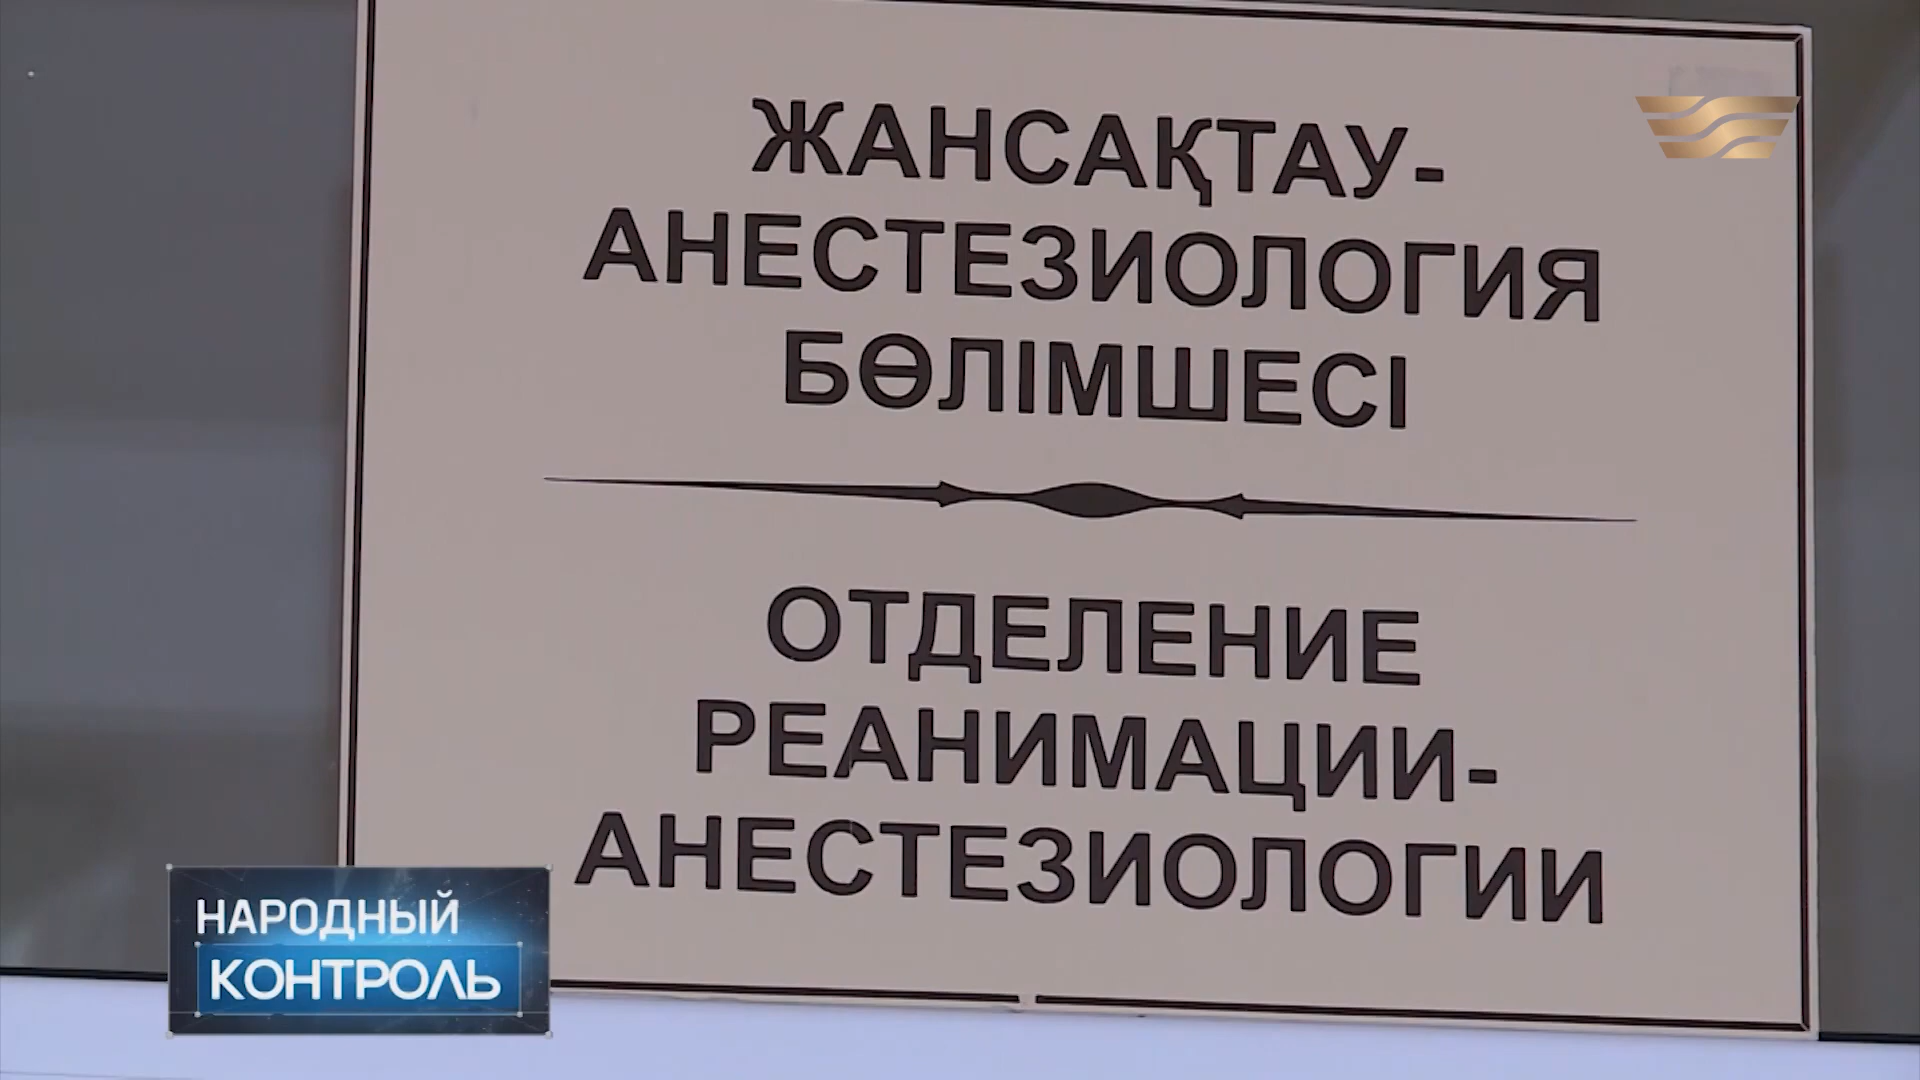 ЖАНСАҚТАУ-
АНЕСТЕЗИОЛОГИЯ
БӨЛІМШЕСІ
ОТДЕЛЕНИЕ
РЕАНИМАЦИИ-
АНЕСТЕЗИОЛОГИИ
НАРОДНЫЙ
КОНТРОЛЬ